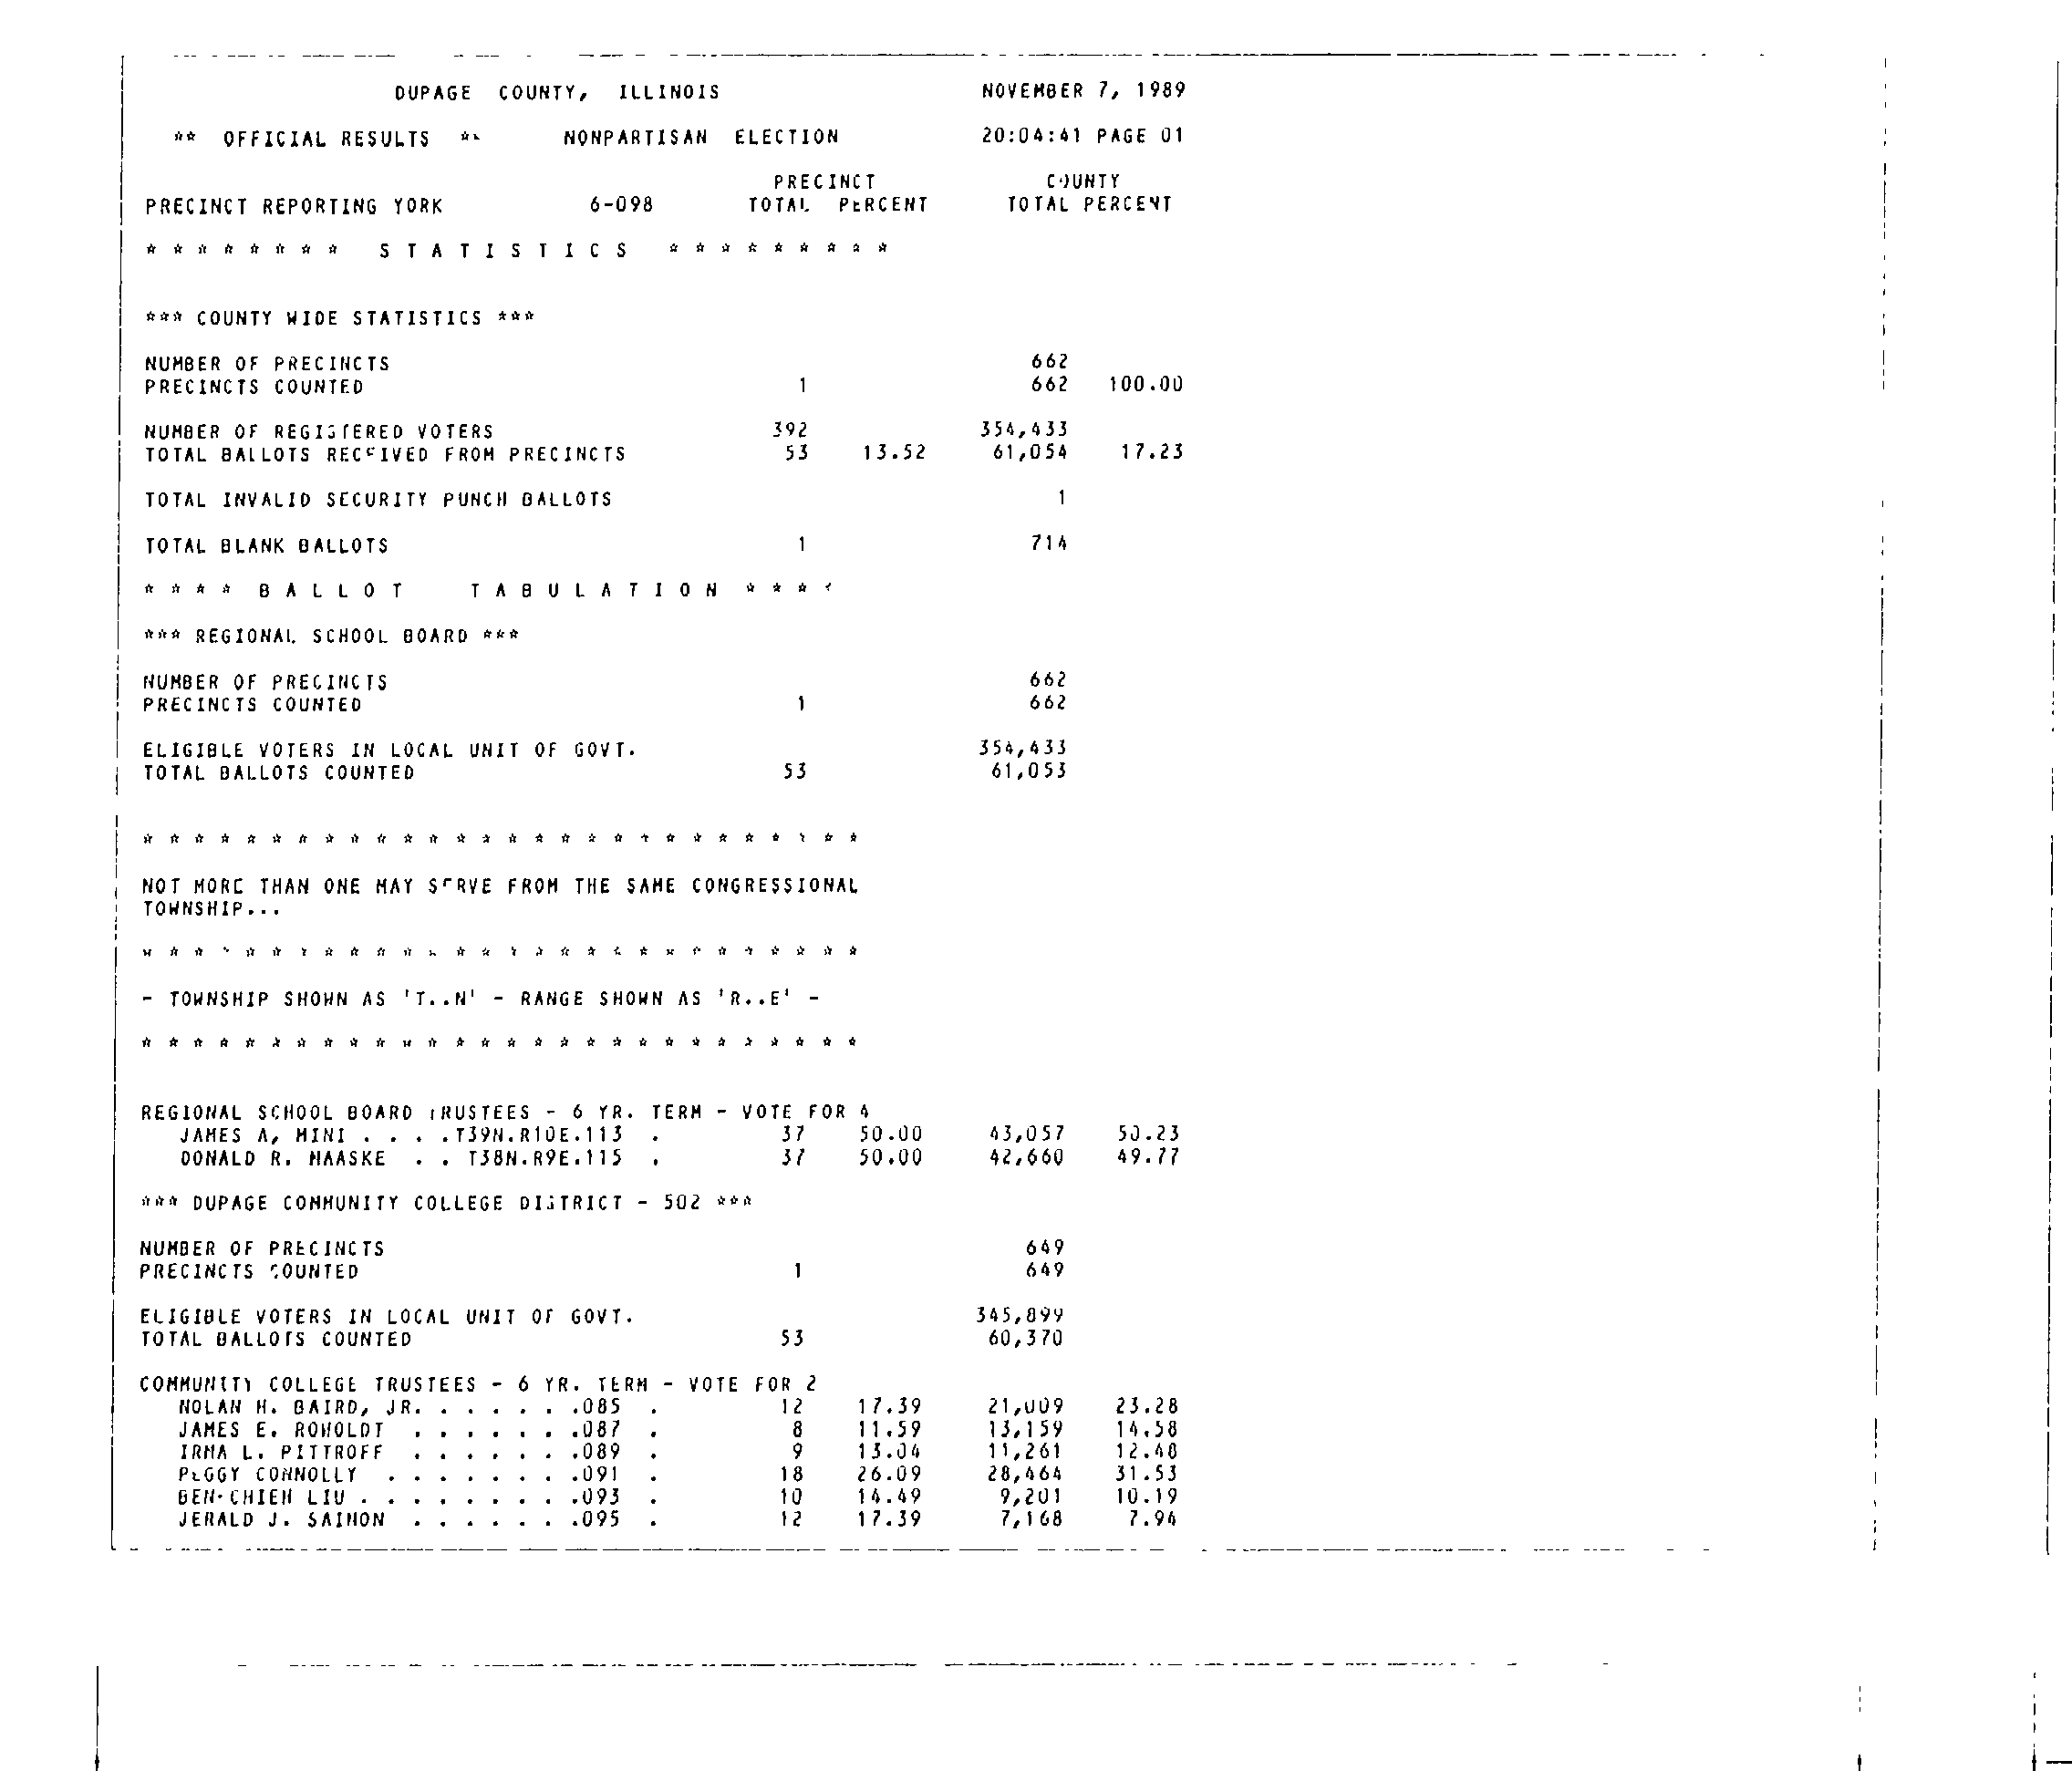 DUPAGE COUNTY, ILLINOIS NOVEMBER 7, 1989
** OFFICIAL RESULTS ** NONPARTISAN ELECTION 20:04:41 PAGE 01
PRECINCT COUNTY
PRECINCT REPORTING YORK 6-098 TOTAL PERCENT TOTAL PERCENT
* * * * * * * * S T A T I S T I C S * * * * * * * * *
*** COUNTY WIDE STATISTICS ***
NUMBER OF PRECINCTS 662
PRECINCTS COUNTED 1 662 100.00
NUMBER OF REGISTERED VOTERS 392 354,433
TOTAL BALLOTS RECEIVED FROM PRECINCTS 53 13.52 61,054 17.23
TOTAL INVALID SECURITY PUNCH BALLOTS 1
TOTAL BLANK BALLOTS 1 714
* * * * B A L L O T T A B U L A T I O N * * * *
*** REGIONAL SCHOOL BOARD ***
NUMBER OF PRECINCTS 662
PRECINCTS COUNTED 1 662
ELIGIBLE VOTERS IN LOCAL UNIT OF GOVT. 354,433
TOTAL BALLOTS COUNTED 53 61,053
* * * * * * * * * * * * * * * * * * * * * * * * * * * *
NOT MORE THAN ONE MAY SERVE FROM THE SAME CONGRESSIONAL
TOWNSHIP...
* * * * * * * * * * * * * * * * * * * * * * * * * * * *
- TOWNSHIP SHOWN AS 'T..N' - RANGE SHOWN AS 'R..E' -
* * * * * * * * * * * * * * * * * * * * * * * * * * * *
REGIONAL SCHOOL BOARD TRUSTEES - 6 YR. TERM - VOTE FOR 4
JAMES A, MINI . . . .T39N.R10E.113 . 37 50.00 43,057 50.23
DONALD R. MAASKE . . T38N.R9E.115 . 37 50.00 42,660 49.77
*** DUPAGE COMMUNITY COLLEGE DISTRICT - 502 ***
NUMBER OF PRECINCTS 649
PRECINCTS COUNTED 1 649
ELIGIBLE VOTERS IN LOCAL UNIT OF GOVT. 345,899
TOTAL BALLOTS COUNTED 53 60,370
COMMUNITY COLLEGE TRUSTEES - 6 YR. TERM - VOTE FOR 2
NOLAN H. BAIRD, JR. . . . . . .085 . 12 17.39 21,009 23.28
JAMES E. ROHOLDT . . . . . . .087 . 8 11.59 13,159 14.58
IRMA L. PITTROFF . . . . . . .089 . 9 13.04 11,261 12.48
PEGGY CONNOLLY . . . . . . . .091 . 18 26.09 28,464 31.53
BEN-CHIEH LIU . . . . . . . . .093 . 10 14.49 9,201 10.19
JERALD J. SAIMON . . . . . . .095 . 12 17.39 7,168 7.94